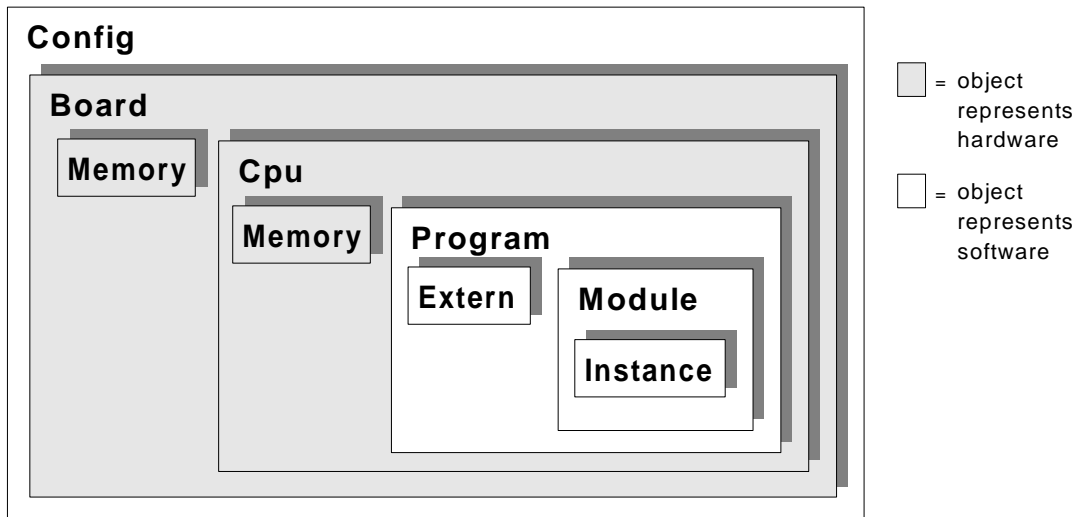 Config
Board
Memory
Cpu
Memory
Program
Extern
Module
Instance
= object
represents
hardware
= object
represents
software